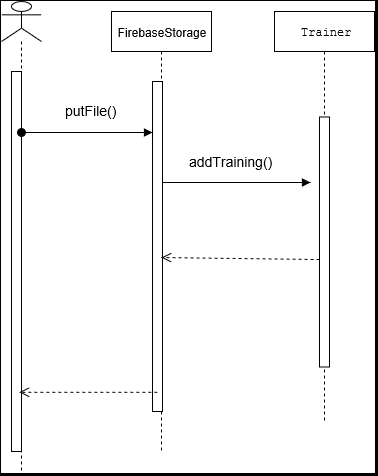 FirebaseStorage
Trainer
putFile()
addTraining()